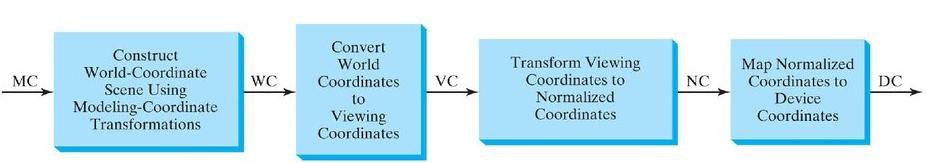 MC
Construct
World-Coordinate
Scene Using
Modeling-Coordinate
Transformations
WC
Convert
World
Coordinates
to
Viewing
Coordinates
VC
Transform Viewing
Coordinates to
Normalized
Coordinates
NC
Map Normalized
Coordinates to
Device
Coordinates
DC